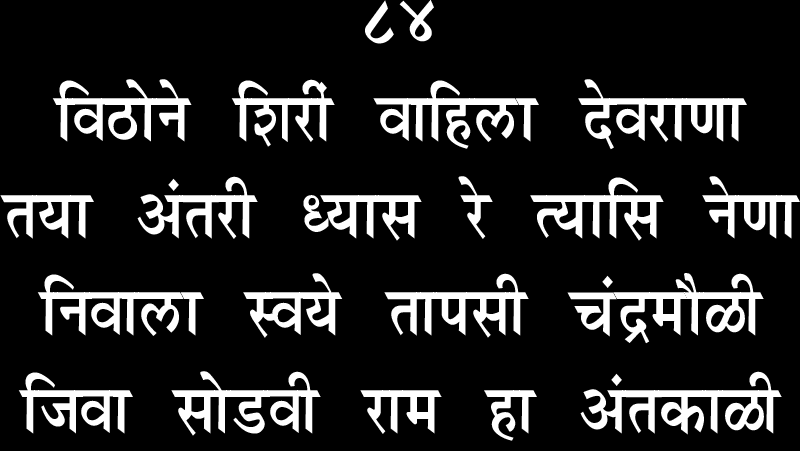 ८४
विठोने शिरीं वाहिला देवराणा
तया अंतरी ध्यास रे त्यासि नेणा
निवाला स्वये तापसी चंद्रमौळी
जिवा सोडवी राम हा अंतकाळी